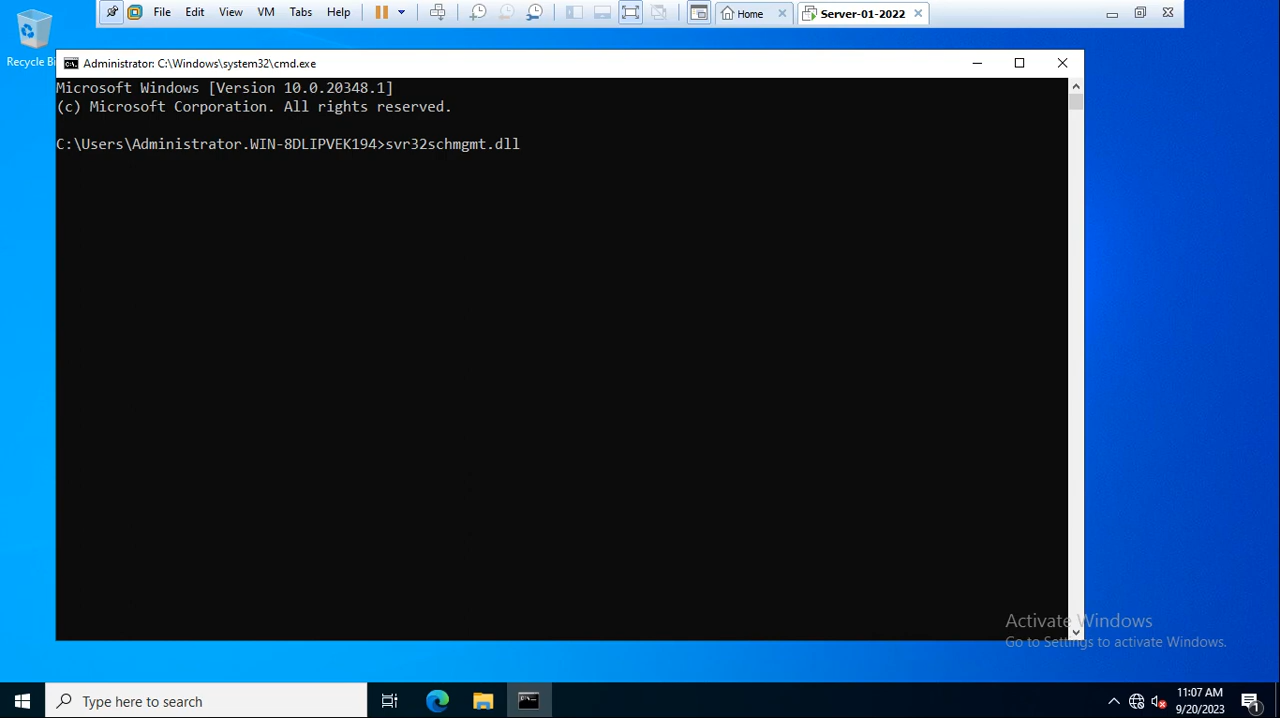 File Edit View VM Tabs Help Home Server-01-2022
Recycle Bi
Administrator: C:\Windows\system32\cmd.exe
Microsoft Windows [Version 10.0.20348.1]
(c) Microsoft Corporation. All rights reserved.
C:\Users\Administrator.WIN-8DLIPVEK194>svr32schmgmt.dll
Activate Windows
Go to Settings to activate Windows.
Type here to search
11:07 AM
9/20/2023
1